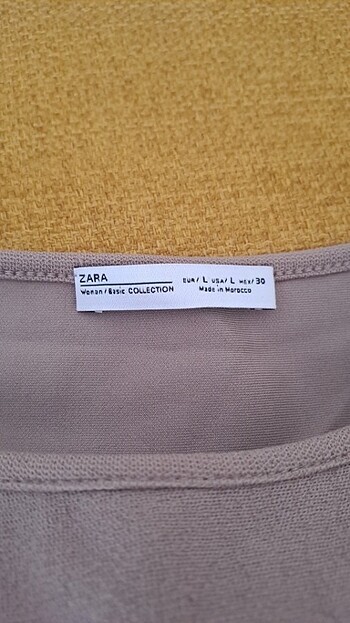 ZARA
Woman / Basic COLLECTION
EUR/ L USA/ L MEX/ 30
Made in Morocco